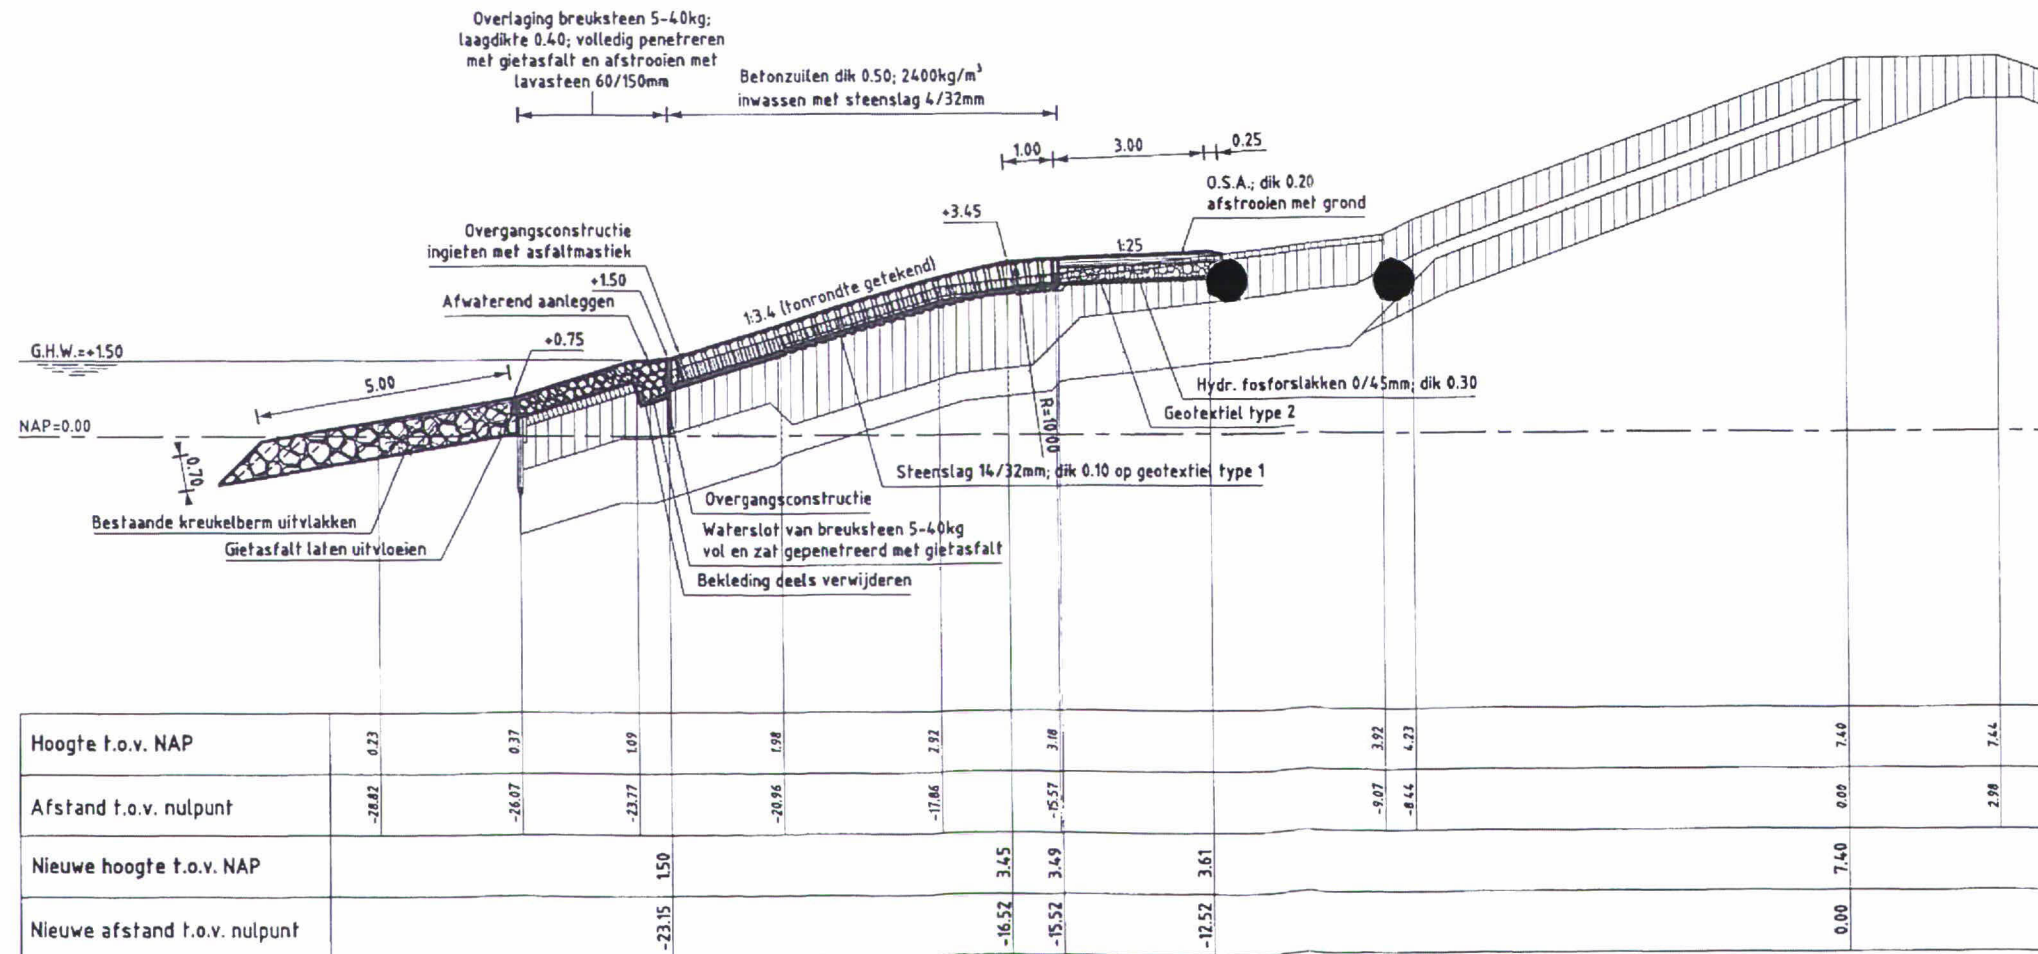 Overlaging breuksteen 5-40kg;
laagdikte 0.40; volledig penetreren
met gietasfalt en afstrooien met
lavasteen 60/150mm
Betonzuilen dik 0.50; 2400kg/m³
inwassen met steenslag 4/32mm
1.00
3.00
0.25
O.S.A.; dik 0.20
afstrooien met grond
+3.45
Overgangsconstructie
ingieten met asfaltmastiek
1:25
1:3.4 (tonrondte getekend)
+1.50
Afwaterend aanleggen
+0.75
G.H.W.=+1.50
5.00
Hydr. fosforslakken 0/45mm; dik 0.30
Geotextiel type 2
NAP=0.00
R=10.00
0.70
Steenslag 14/32mm; dik 0.10 op geotextiel type 1
Overgangsconstructie
Bestaande kreukelberm uitvlakken
Waterslot van breuksteen 5-40kg
vol en zat gepenetreerd met gietasfalt
Gietasfalt laten uitvloeien
Bekleding deels verwijderen
Hoogte t.o.v. NAP 0.23 0.37 1.09 1.98 2.92 3.18 3.92 4.23 7.40 7.44
Afstand t.o.v. nulpunt -28.82 -26.07 -23.77 -20.96 -17.86 -15.57 -9.07 -8.44 0.00 2.98
Nieuwe hoogte t.o.v. NAP 1.50 3.45 3.49 3.61 7.40
Nieuwe afstand t.o.v. nulpunt -23.15 -16.52 -15.52 -12.52 0.00